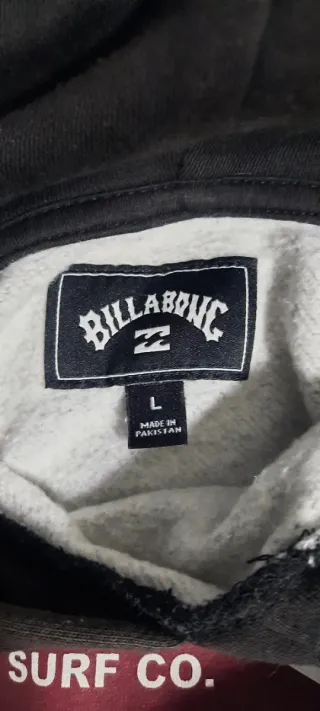 BILLABONG
L
MADE IN
PAKISTAN
SURF CO.